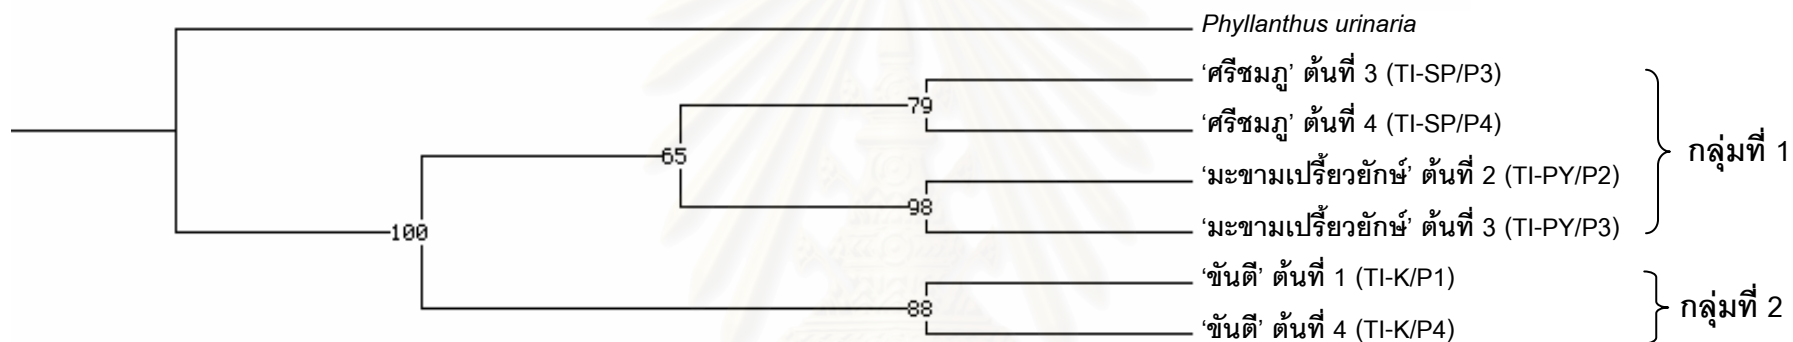 Phyllanthus urinaria
‘ศรีชมภู’ ต้นที่ 3 (TI-SP/P3)
79
‘ศรีชมภู’ ต้นที่ 4 (TI-SP/P4)
กลุ่มที่ 1
65
‘มะขามเปรี้ยวยักษ์’ ต้นที่ 2 (TI-PY/P2)
98
‘มะขามเปรี้ยวยักษ์’ ต้นที่ 3 (TI-PY/P3)
100
‘ขันตี’ ต้นที่ 1 (TI-K/P1)
88
กลุ่มที่ 2
‘ขันตี’ ต้นที่ 4 (TI-K/P4)